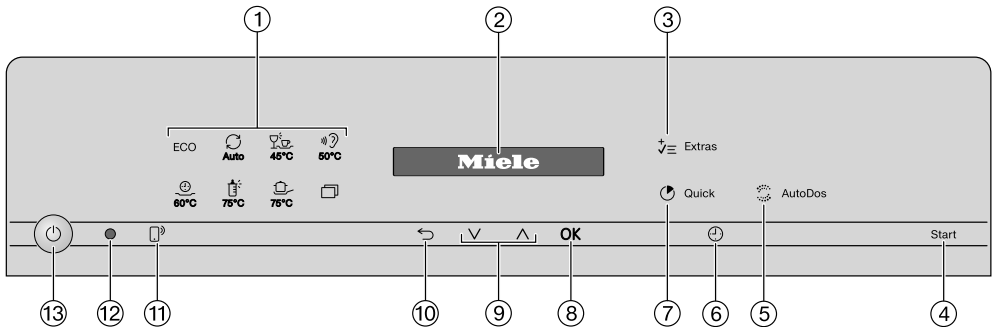 ① ② ③
ECO Auto 45°C 50°C
Miele
Extras
60°C 75°C 75°C
Quick AutoDos
OK Start
⑬ ⑫ ⑪ ⑩ ⑨ ⑧ ⑦ ⑥ ⑤ ④